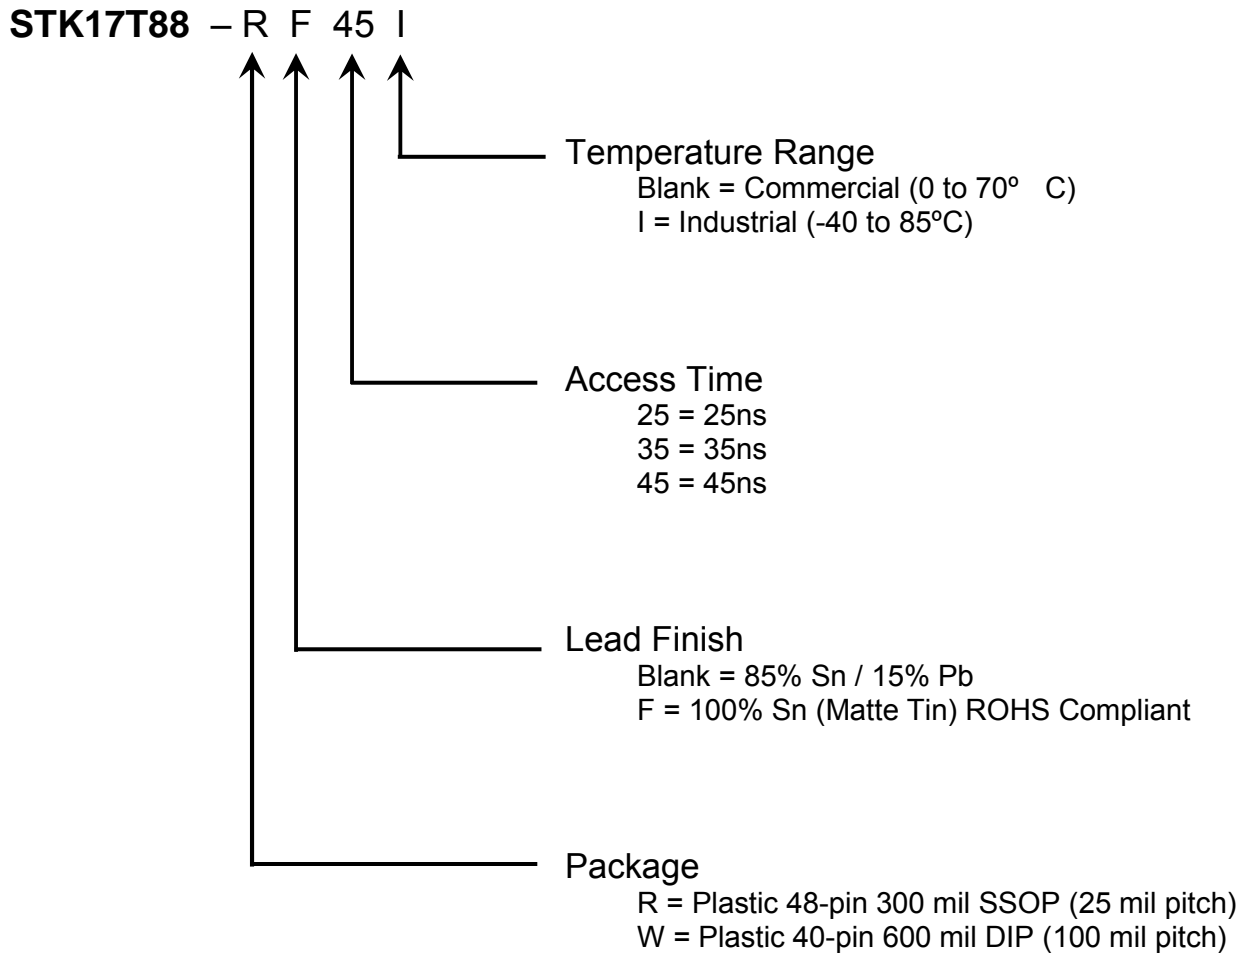 STK17T88 – R F 45 I
Temperature Range
Blank = Commercial (0 to 70º C)
I = Industrial (-40 to 85ºC)
Access Time
25 = 25ns
35 = 35ns
45 = 45ns
Lead Finish
Blank = 85% Sn / 15% Pb
F = 100% Sn (Matte Tin) ROHS Compliant
Package
R = Plastic 48-pin 300 mil SSOP (25 mil pitch)
W = Plastic 40-pin 600 mil DIP (100 mil pitch)